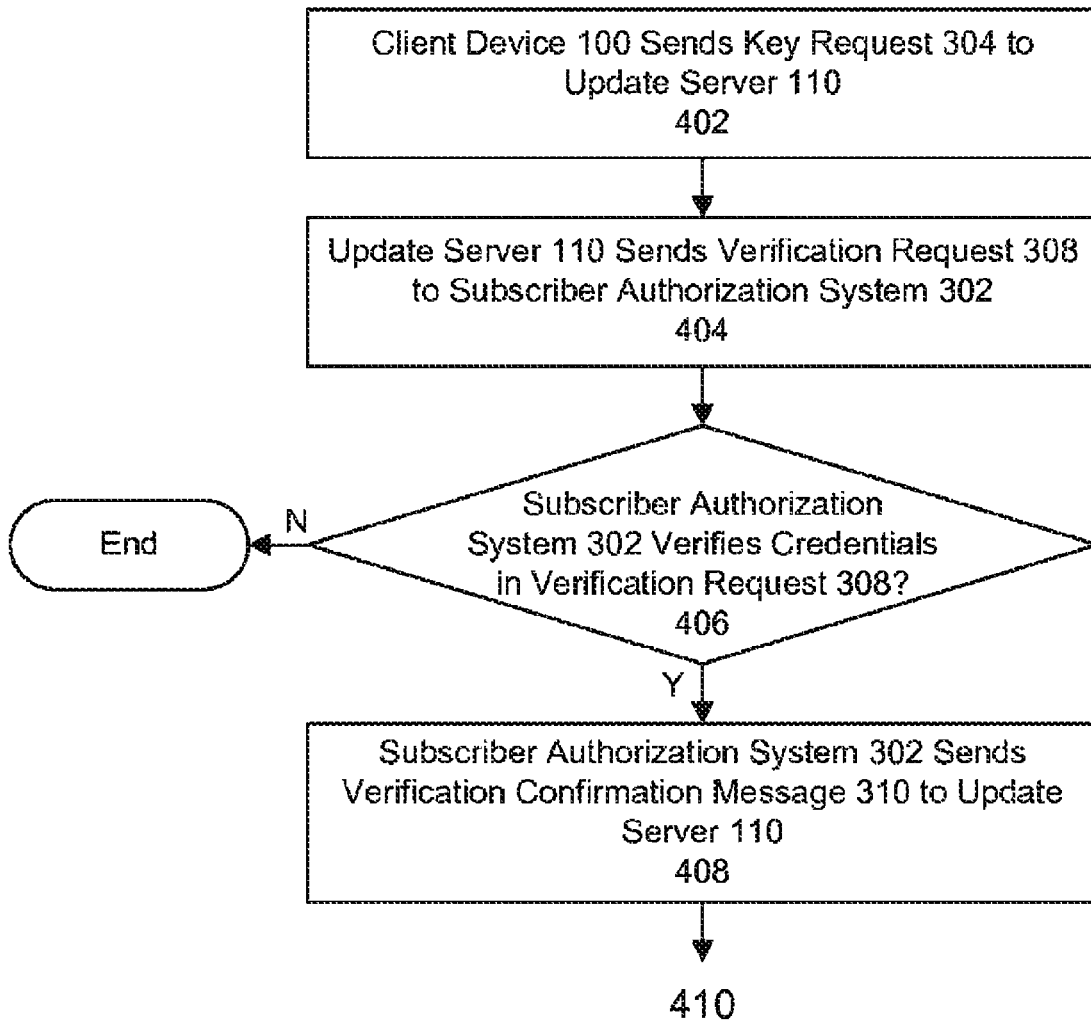 Client Device 100 Sends Key Request 304 to
Update Server 110
402
Update Server 110 Sends Verification Request 308
to Subscriber Authorization System 302
404
Subscriber Authorization
System 302 Verifies Credentials
in Verification Request 308?
406
N
End
Y
Subscriber Authorization System 302 Sends
Verification Confirmation Message 310 to Update
Server 110
408
410